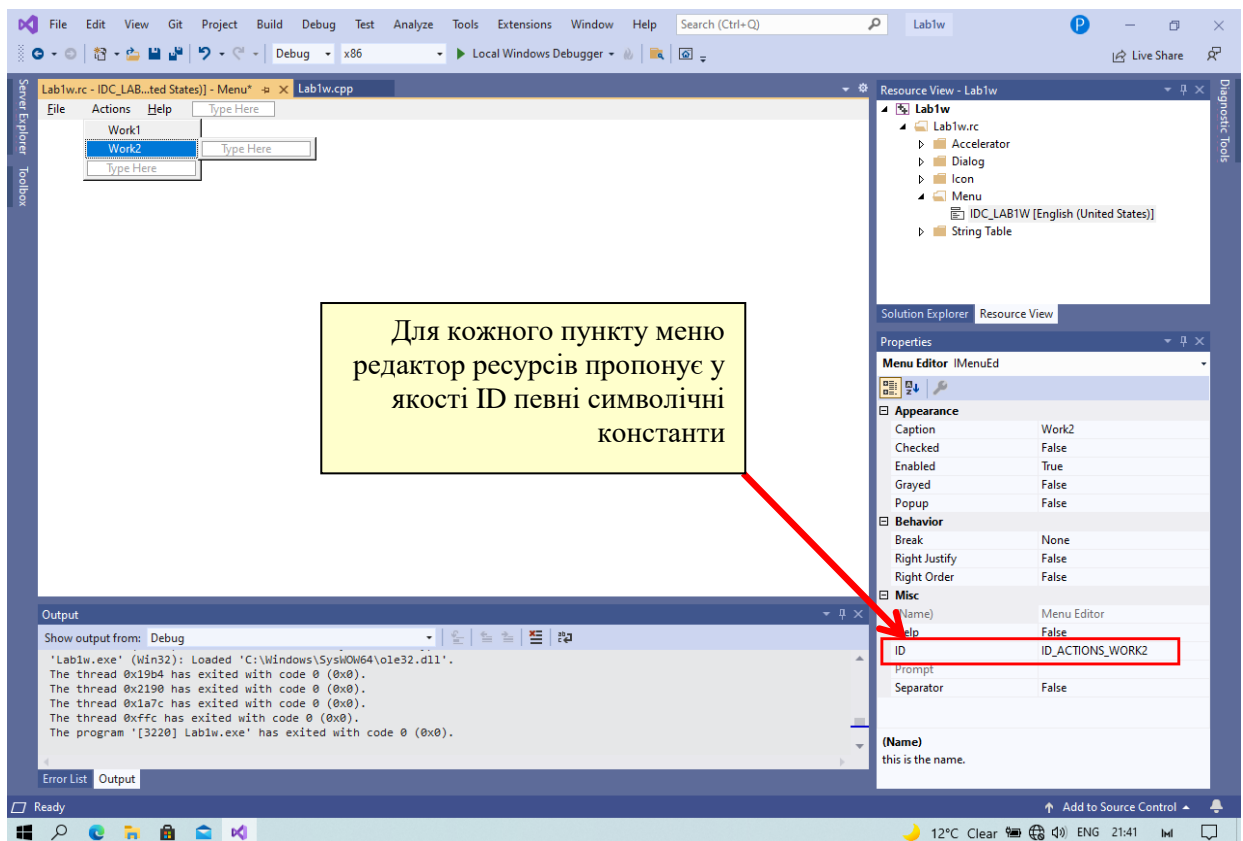 File Edit View Git Project Build Debug Test Analyze Tools Extensions Window Help Search (Ctrl+Q) Lab1w P
Debug x86 Local Windows Debugger Live Share
Server Explorer
Toolbox
Lab1w.rc - IDC_LAB...ted States)] - Menu* Lab1w.cpp
File Actions Help Type Here
Work1
Work2 Type Here
Type Here
Для кожного пункту меню
редактор ресурсів пропонує у
якості ID певні символічні
константи
Output
Show output from: Debug
'Lab1w.exe' (Win32): Loaded 'C:\Windows\SysWOW64\ole32.dll'.
The thread 0x19b4 has exited with code 0 (0x0).
The thread 0x2190 has exited with code 0 (0x0).
The thread 0x1a7c has exited with code 0 (0x0).
The thread 0xffc has exited with code 0 (0x0).
The program '[3220] Lab1w.exe' has exited with code 0 (0x0).
Error List Output
Resource View - Lab1w
Lab1w
Lab1w.rc
Accelerator
Dialog
Icon
Menu
IDC_LAB1W [English (United States)]
String Table
Solution Explorer Resource View
Properties
Menu Editor IMenuEd
Appearance
Caption Work2
Checked False
Enabled True
Grayed False
Popup False
Behavior
Break None
Right Justify False
Right Order False
Misc
(Name) Menu Editor
Help False
ID ID_ACTIONS_WORK2
Prompt
Separator False
(Name)
this is the name.
Diagnostic Tools
Ready Add to Source Control
12°C Clear ENG 21:41